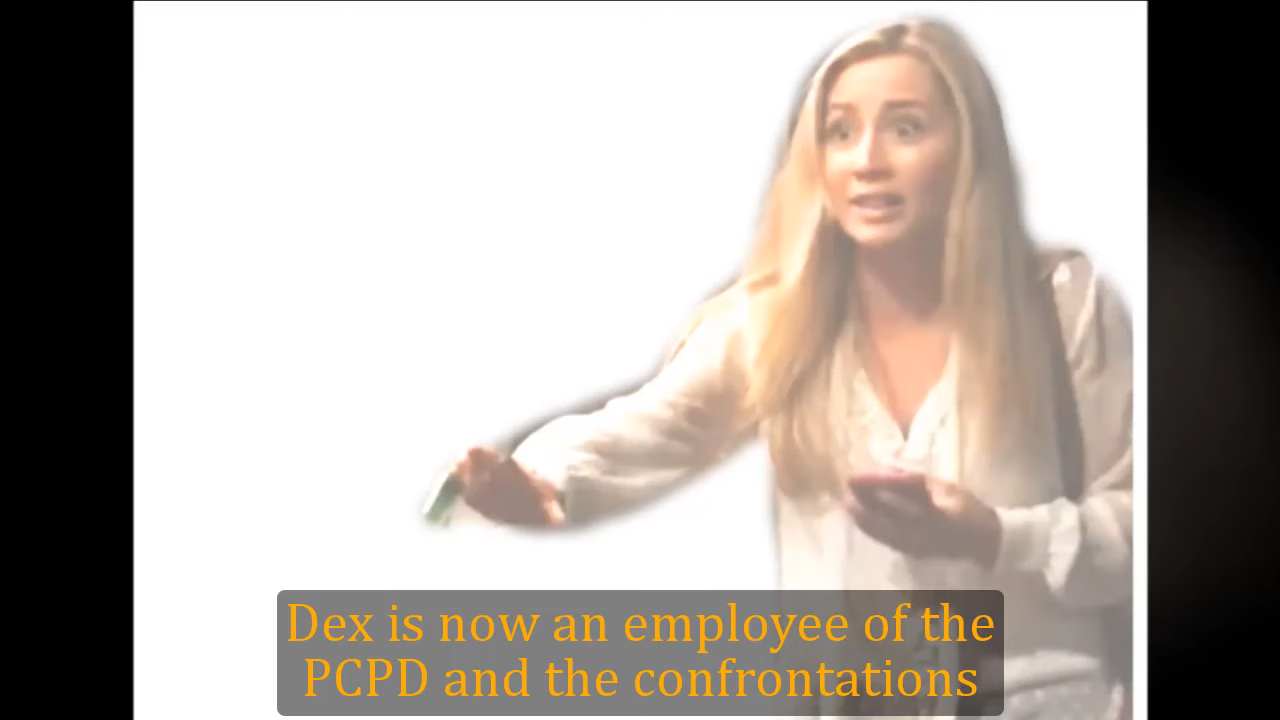 Dex is now an employee of the
PCPD and the confrontations